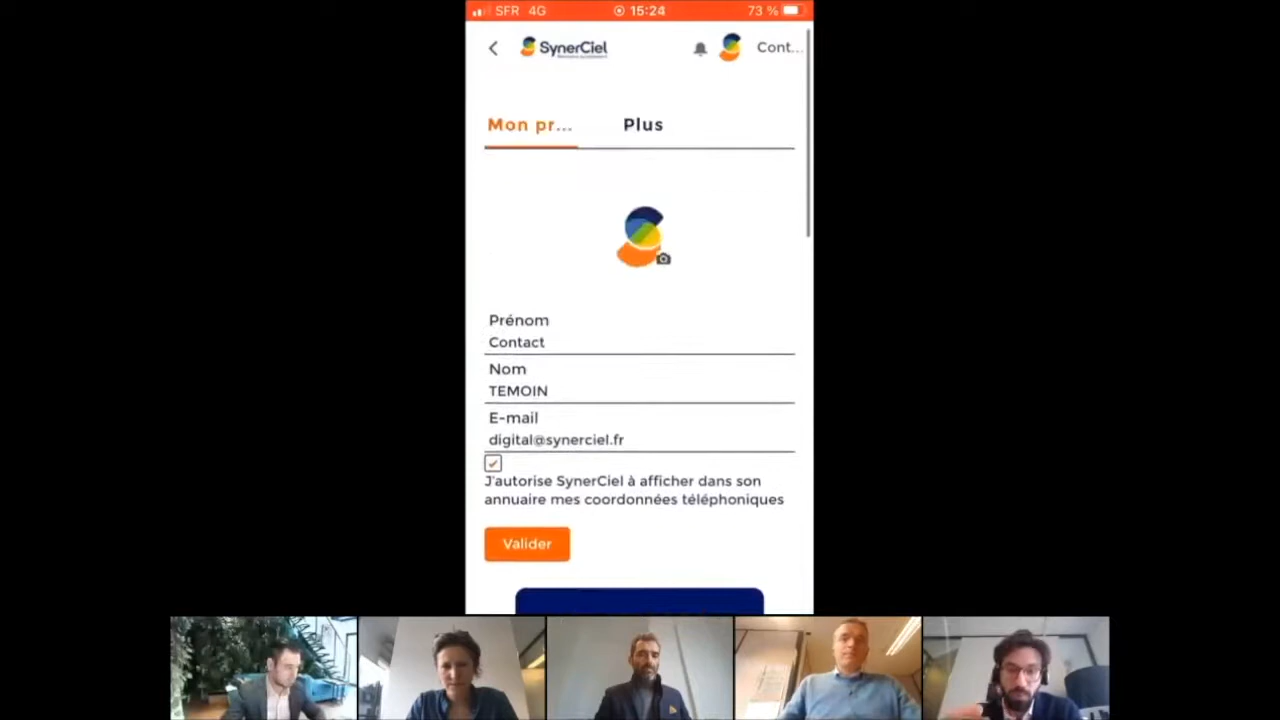 SFR 4G 15:24 73 %
SynerCiel Cont...
Mon pr... Plus
Prénom
Contact
Nom
TEMOIN
E-mail
digital@synerciel.fr
J'autorise SynerCiel à afficher dans son
annuaire mes coordonnées téléphoniques
Valider